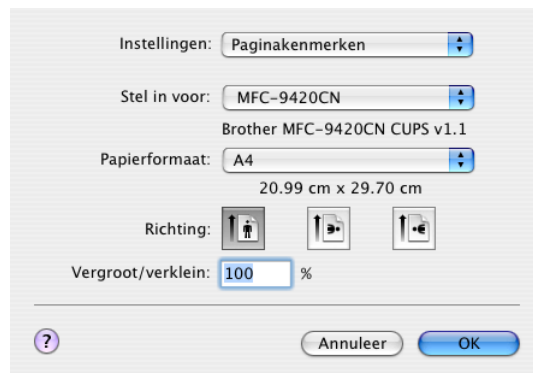 Instellingen: Paginakenmerken
Stel in voor: MFC-9420CN
Brother MFC-9420CN CUPS v1.1
Papierformaat: A4
20.99 cm x 29.70 cm
Richting:
Vergroot/verklein: 100 %
? Annuleer OK